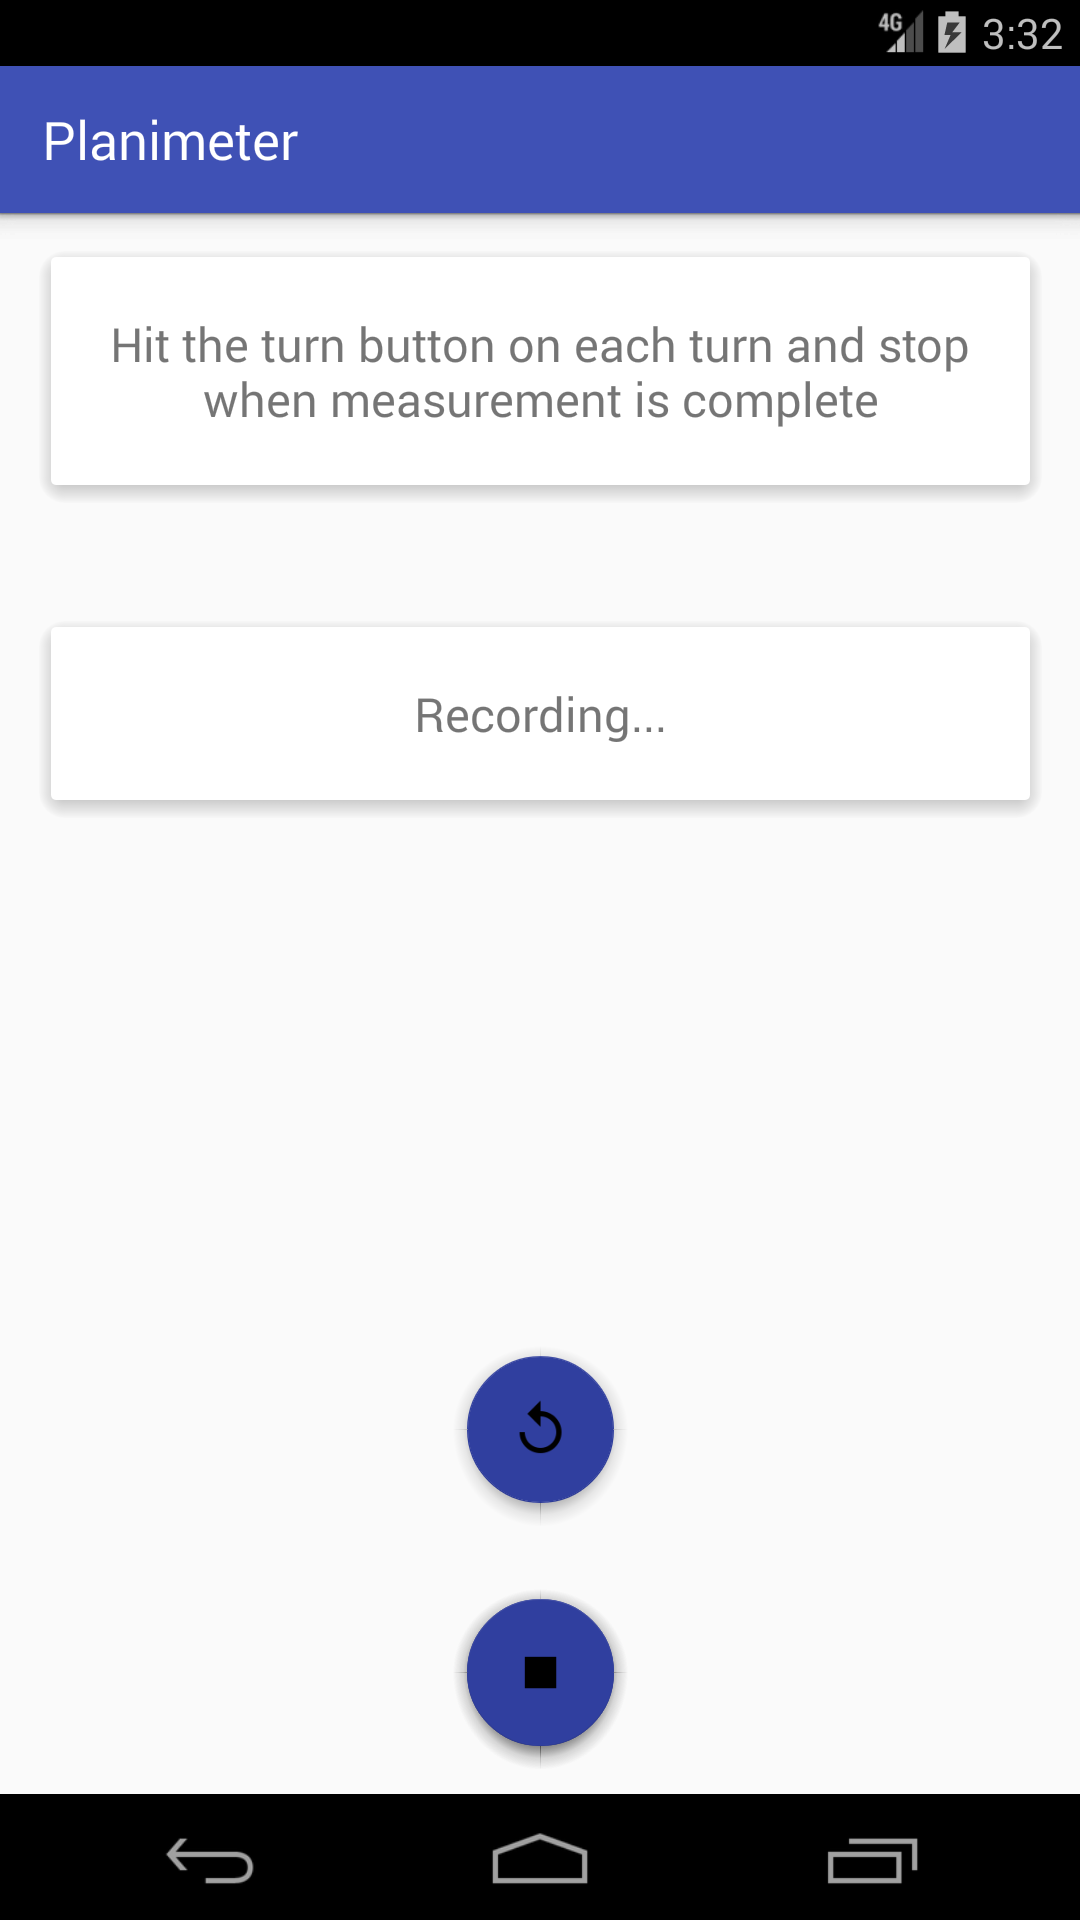 4G 3:32
Planimeter
Hit the turn button on each turn and stop
when measurement is complete
Recording...